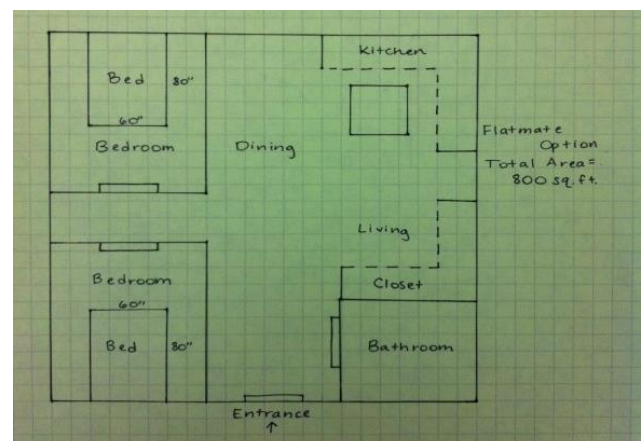 Kitchen
Bed
80"
60"
Bedroom
Dining
Flatmate
Option
Total Area=
800 sq.ft.
Living
Bedroom
60"
Closet
Bed
80"
Bathroom
Entrance
↑